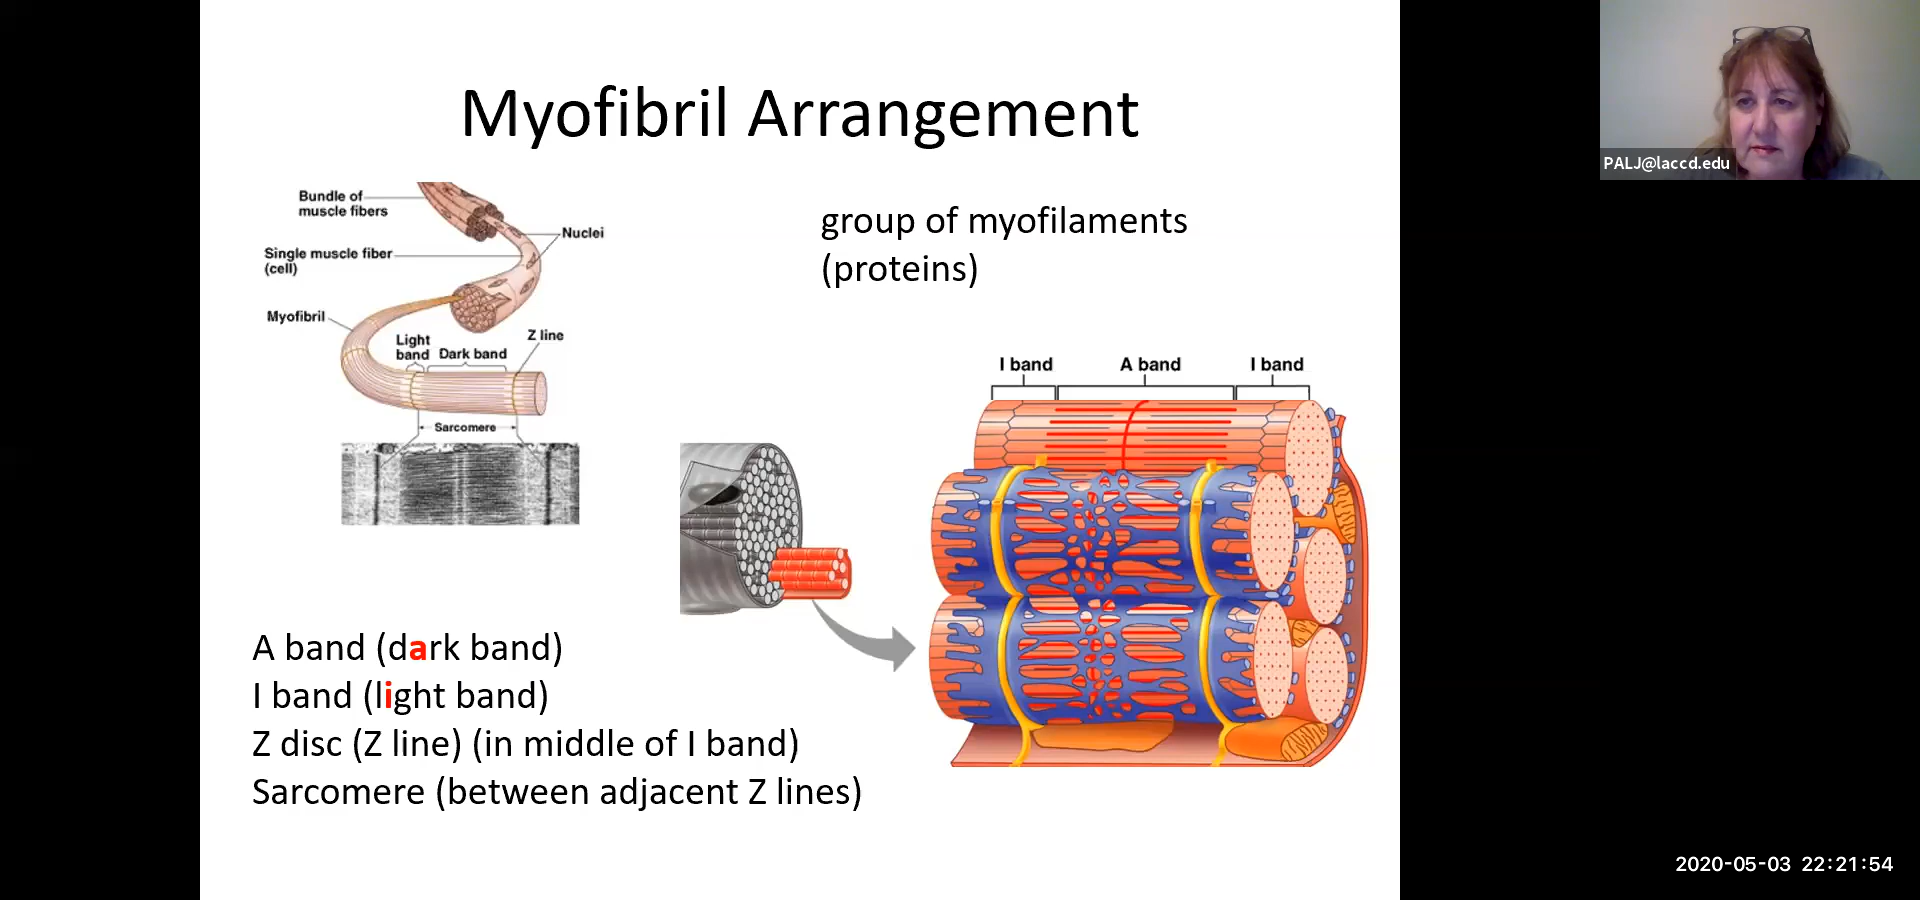 Myofibril Arrangement
Bundle of
muscle fibers
Nuclei
Single muscle fiber
(cell)
Myofibril
Light
band
Dark band
Z line
Sarcomere
group of myofilaments
(proteins)
I band
A band
I band
A band (dark band)
I band (light band)
Z disc (Z line) (in middle of I band)
Sarcomere (between adjacent Z lines)
PALJ@laccd.edu
2020-05-03 22:21:54